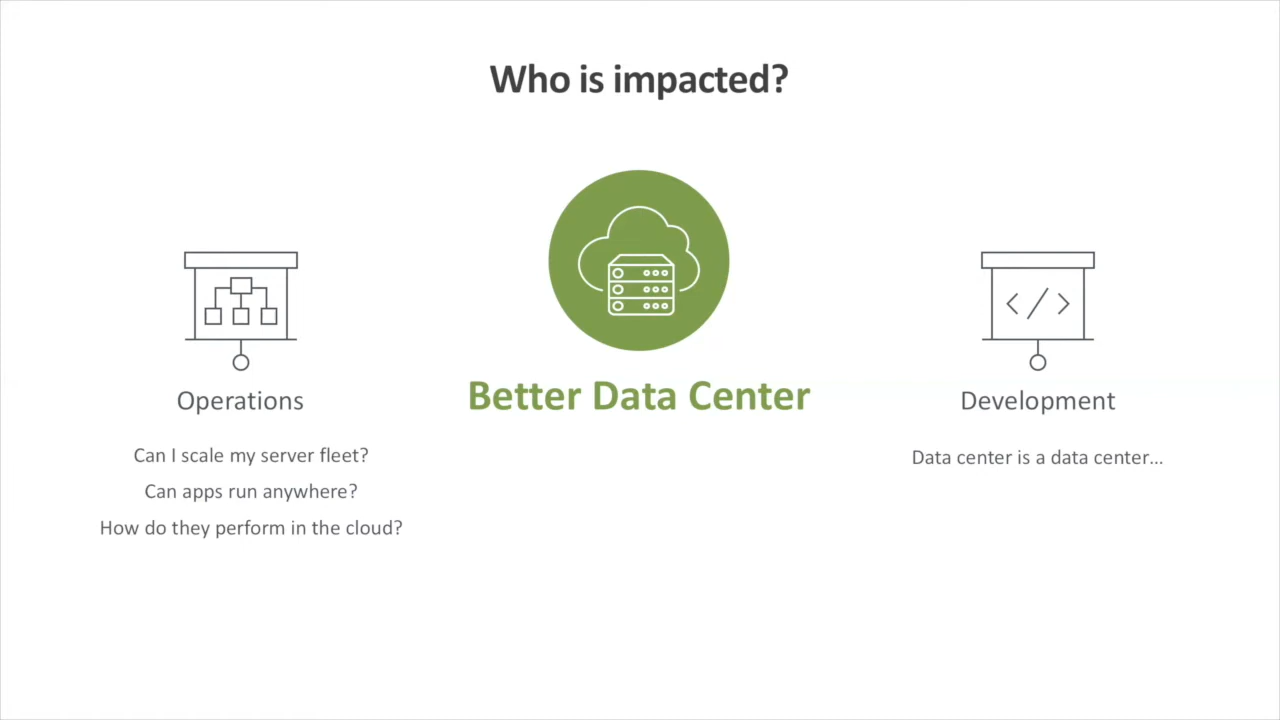 Who is impacted?
Better Data Center
Operations
Can I scale my server fleet?
Can apps run anywhere?
How do they perform in the cloud?
Development
Data center is a data center...